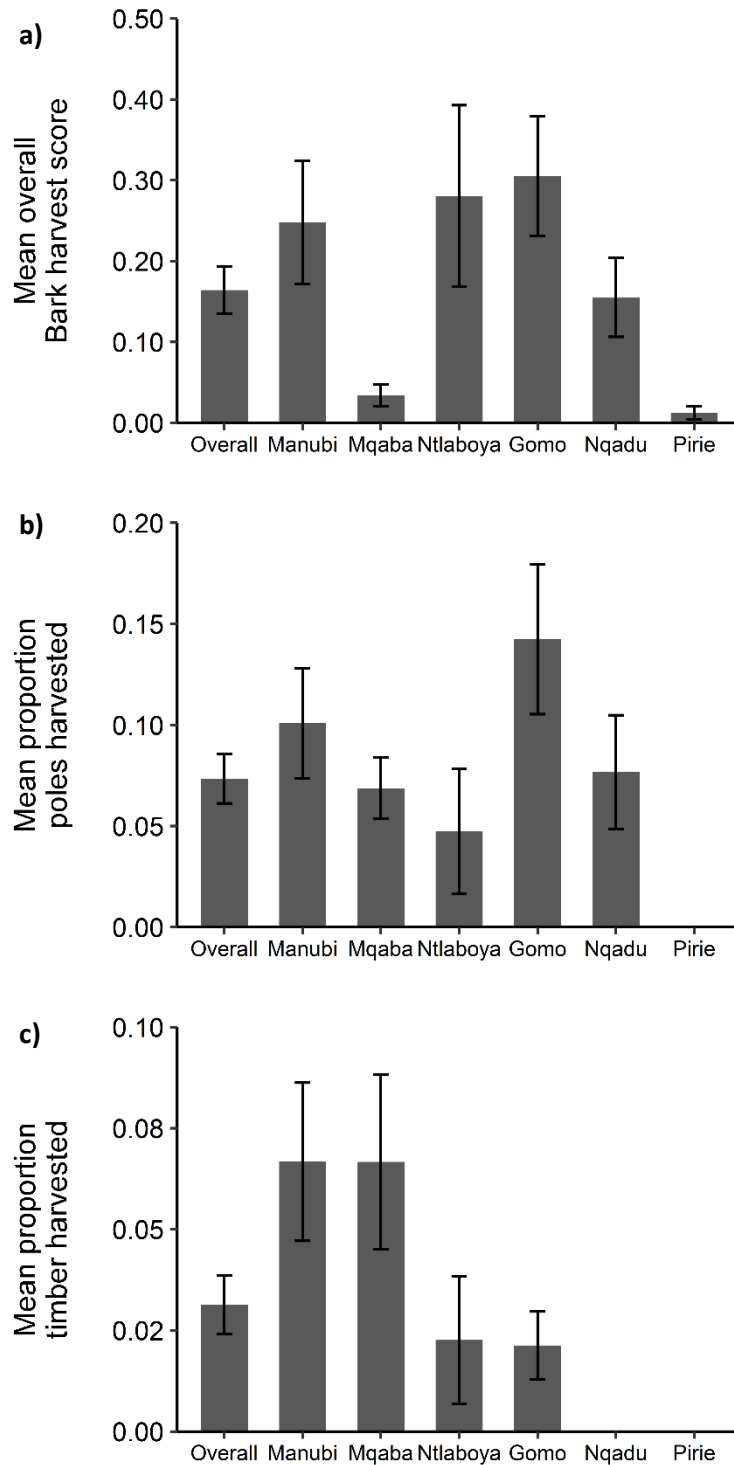 a)
Mean overall
Bark harvest score
0.50
0.40
0.30
0.20
0.10
0.00
Overall Manubi Mqaba Ntlaboya Gomo Nqadu Pirie
b)
Mean proportion
poles harvested
0.20
0.15
0.10
0.05
0.00
Overall Manubi Mqaba Ntlaboya Gomo Nqadu Pirie
c)
Mean proportion
timber harvested
0.10
0.08
0.05
0.02
0.00
Overall Manubi Mqaba Ntlaboya Gomo Nqadu Pirie